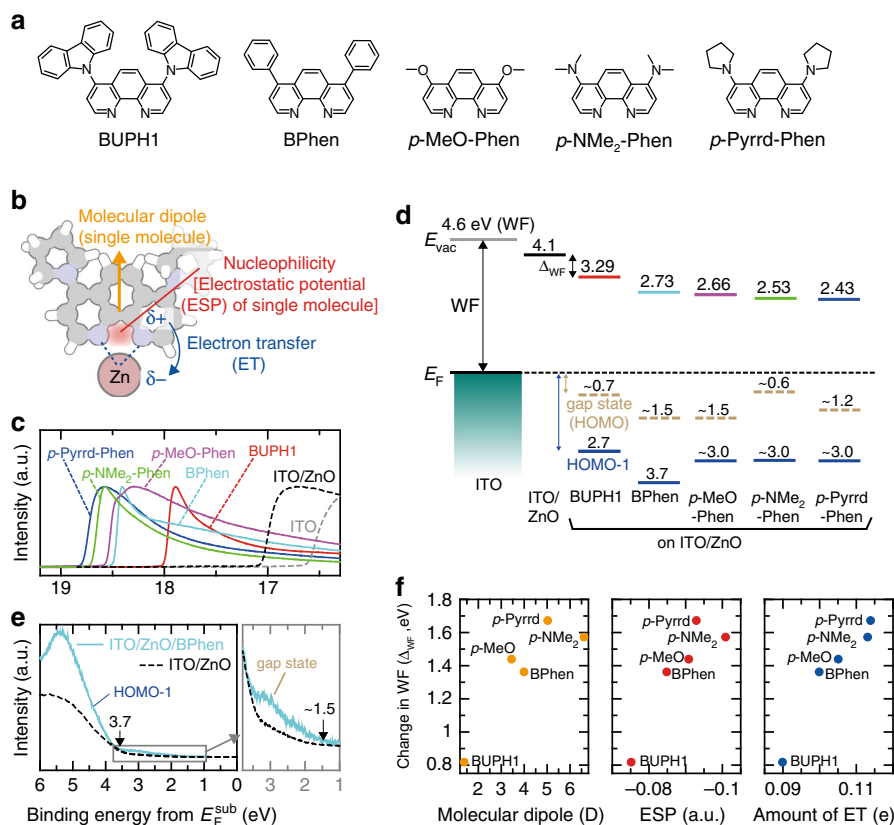 a
N N
N N
BUPH1
N N
BPhen
O O
N N
p-MeO-Phen
N N
N N
p-NMe2-Phen
N N
N N
p-Pyrrd-Phen
b
Molecular dipole
(single molecule)
Nucleophilicity
[Electrostatic potential
(ESP) of single molecule]
δ+
Electron transfer
(ET)
Zn
δ−
c
Intensity (a.u.)
p-Pyrrd-Phen
p-MeO-Phen
BUPH1
p-NMe2-Phen
BPhen
ITO/ZnO
ITO
19 18 17
d
4.6 eV (WF)
Evac
4.1
ΔWF
3.29
2.73 2.66 2.53 2.43
WF
EF
~0.7
gap state
(HOMO)
~1.5 ~1.5 ~0.6 ~1.2
2.7
HOMO-1
3.7
~3.0 ~3.0 ~3.0
ITO
ITO/
ZnO
BUPH1
BPhen
p-MeO
-Phen
p-NMe2
-Phen
p-Pyrrd
-Phen
on ITO/ZnO
e
Intensity (a.u.)
ITO/ZnO/BPhen
ITO/ZnO
HOMO-1
3.7
gap state
~1.5
6 5 4 3 2 1 0
4 3 2 1
Binding energy from EFsub (eV)
f
Change in WF (ΔWF, eV)
1.8
1.6
1.4
1.2
1.0
0.8
p-Pyrrd
p-NMe2
p-MeO
BPhen
BUPH1
2 3 4 5 6
Molecular dipole (D)
p-Pyrrd
p-NMe2
p-MeO
BPhen
BUPH1
−0.08 −0.1
ESP (a.u.)
p-Pyrrd
p-NMe2
p-MeO
BPhen
BUPH1
0.10 0.12
Amount of ET (e)